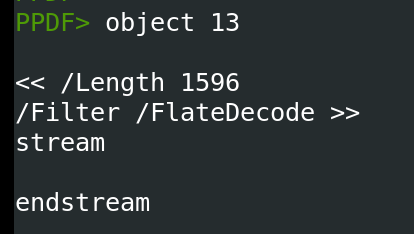 PPDF> object 13
<< /Length 1596
/Filter /FlateDecode >>
stream
endstream